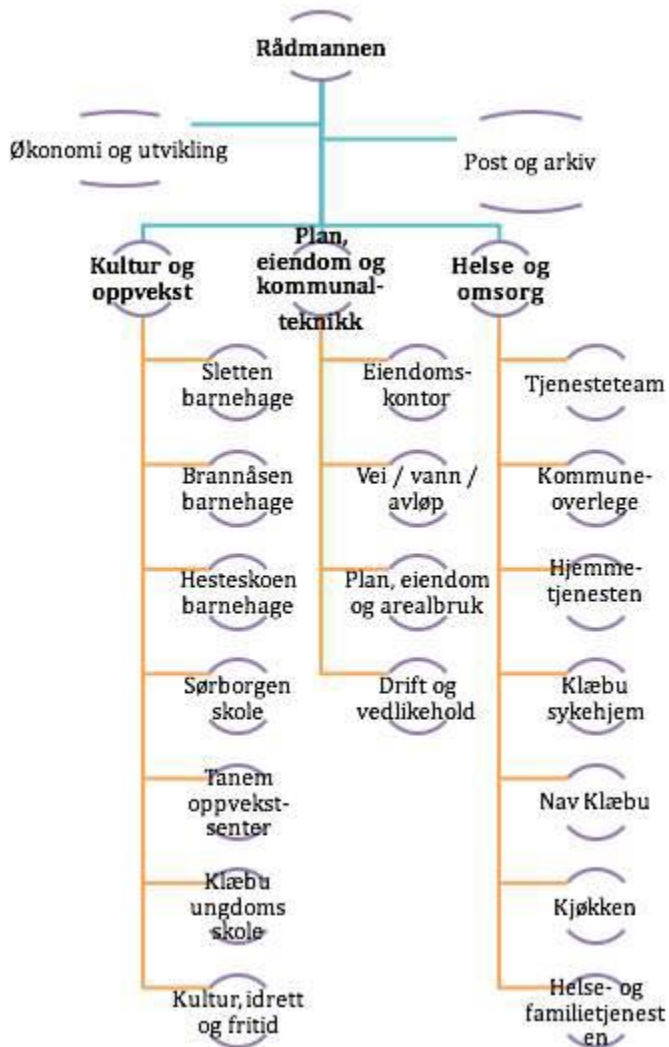 Rådmannen
Økonomi og utvikling
Post og arkiv
Kultur og
oppvekst
Plan,
eiendom og
kommunal-
teknikk
Helse og
omsorg
Sletten
barnehage
Brannåsen
barnehage
Hesteskoen
barnehage
Sørborgen
skole
Tanem
oppvekst-
senter
Klæbu
ungdoms
skole
Kultur, idrett
og fritid
Eiendoms-
kontor
Vei / vann /
avløp
Plan, eiendom
og arealbruk
Drift og
vedlikehold
Tjenesteteam
Kommune-
overlege
Hjemme-
tjenesten
Klæbu
sykehjem
Nav Klæbu
Kjøkken
Helse- og
familietjenest
en